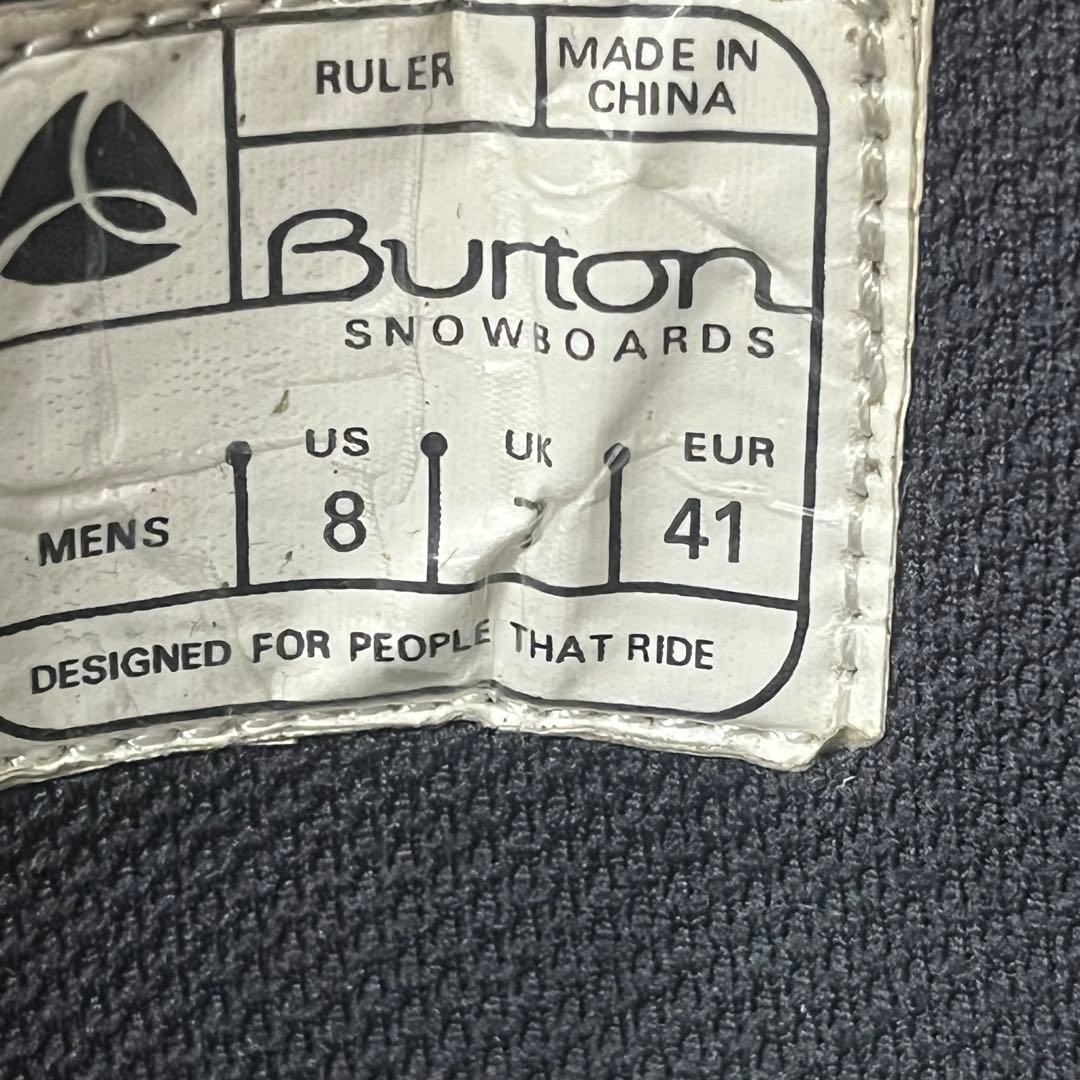 RULER
MADE IN
CHINA
Burton
SNOWBOARDS
US
UK
EUR
MENS
8
41
DESIGNED FOR PEOPLE THAT RIDE